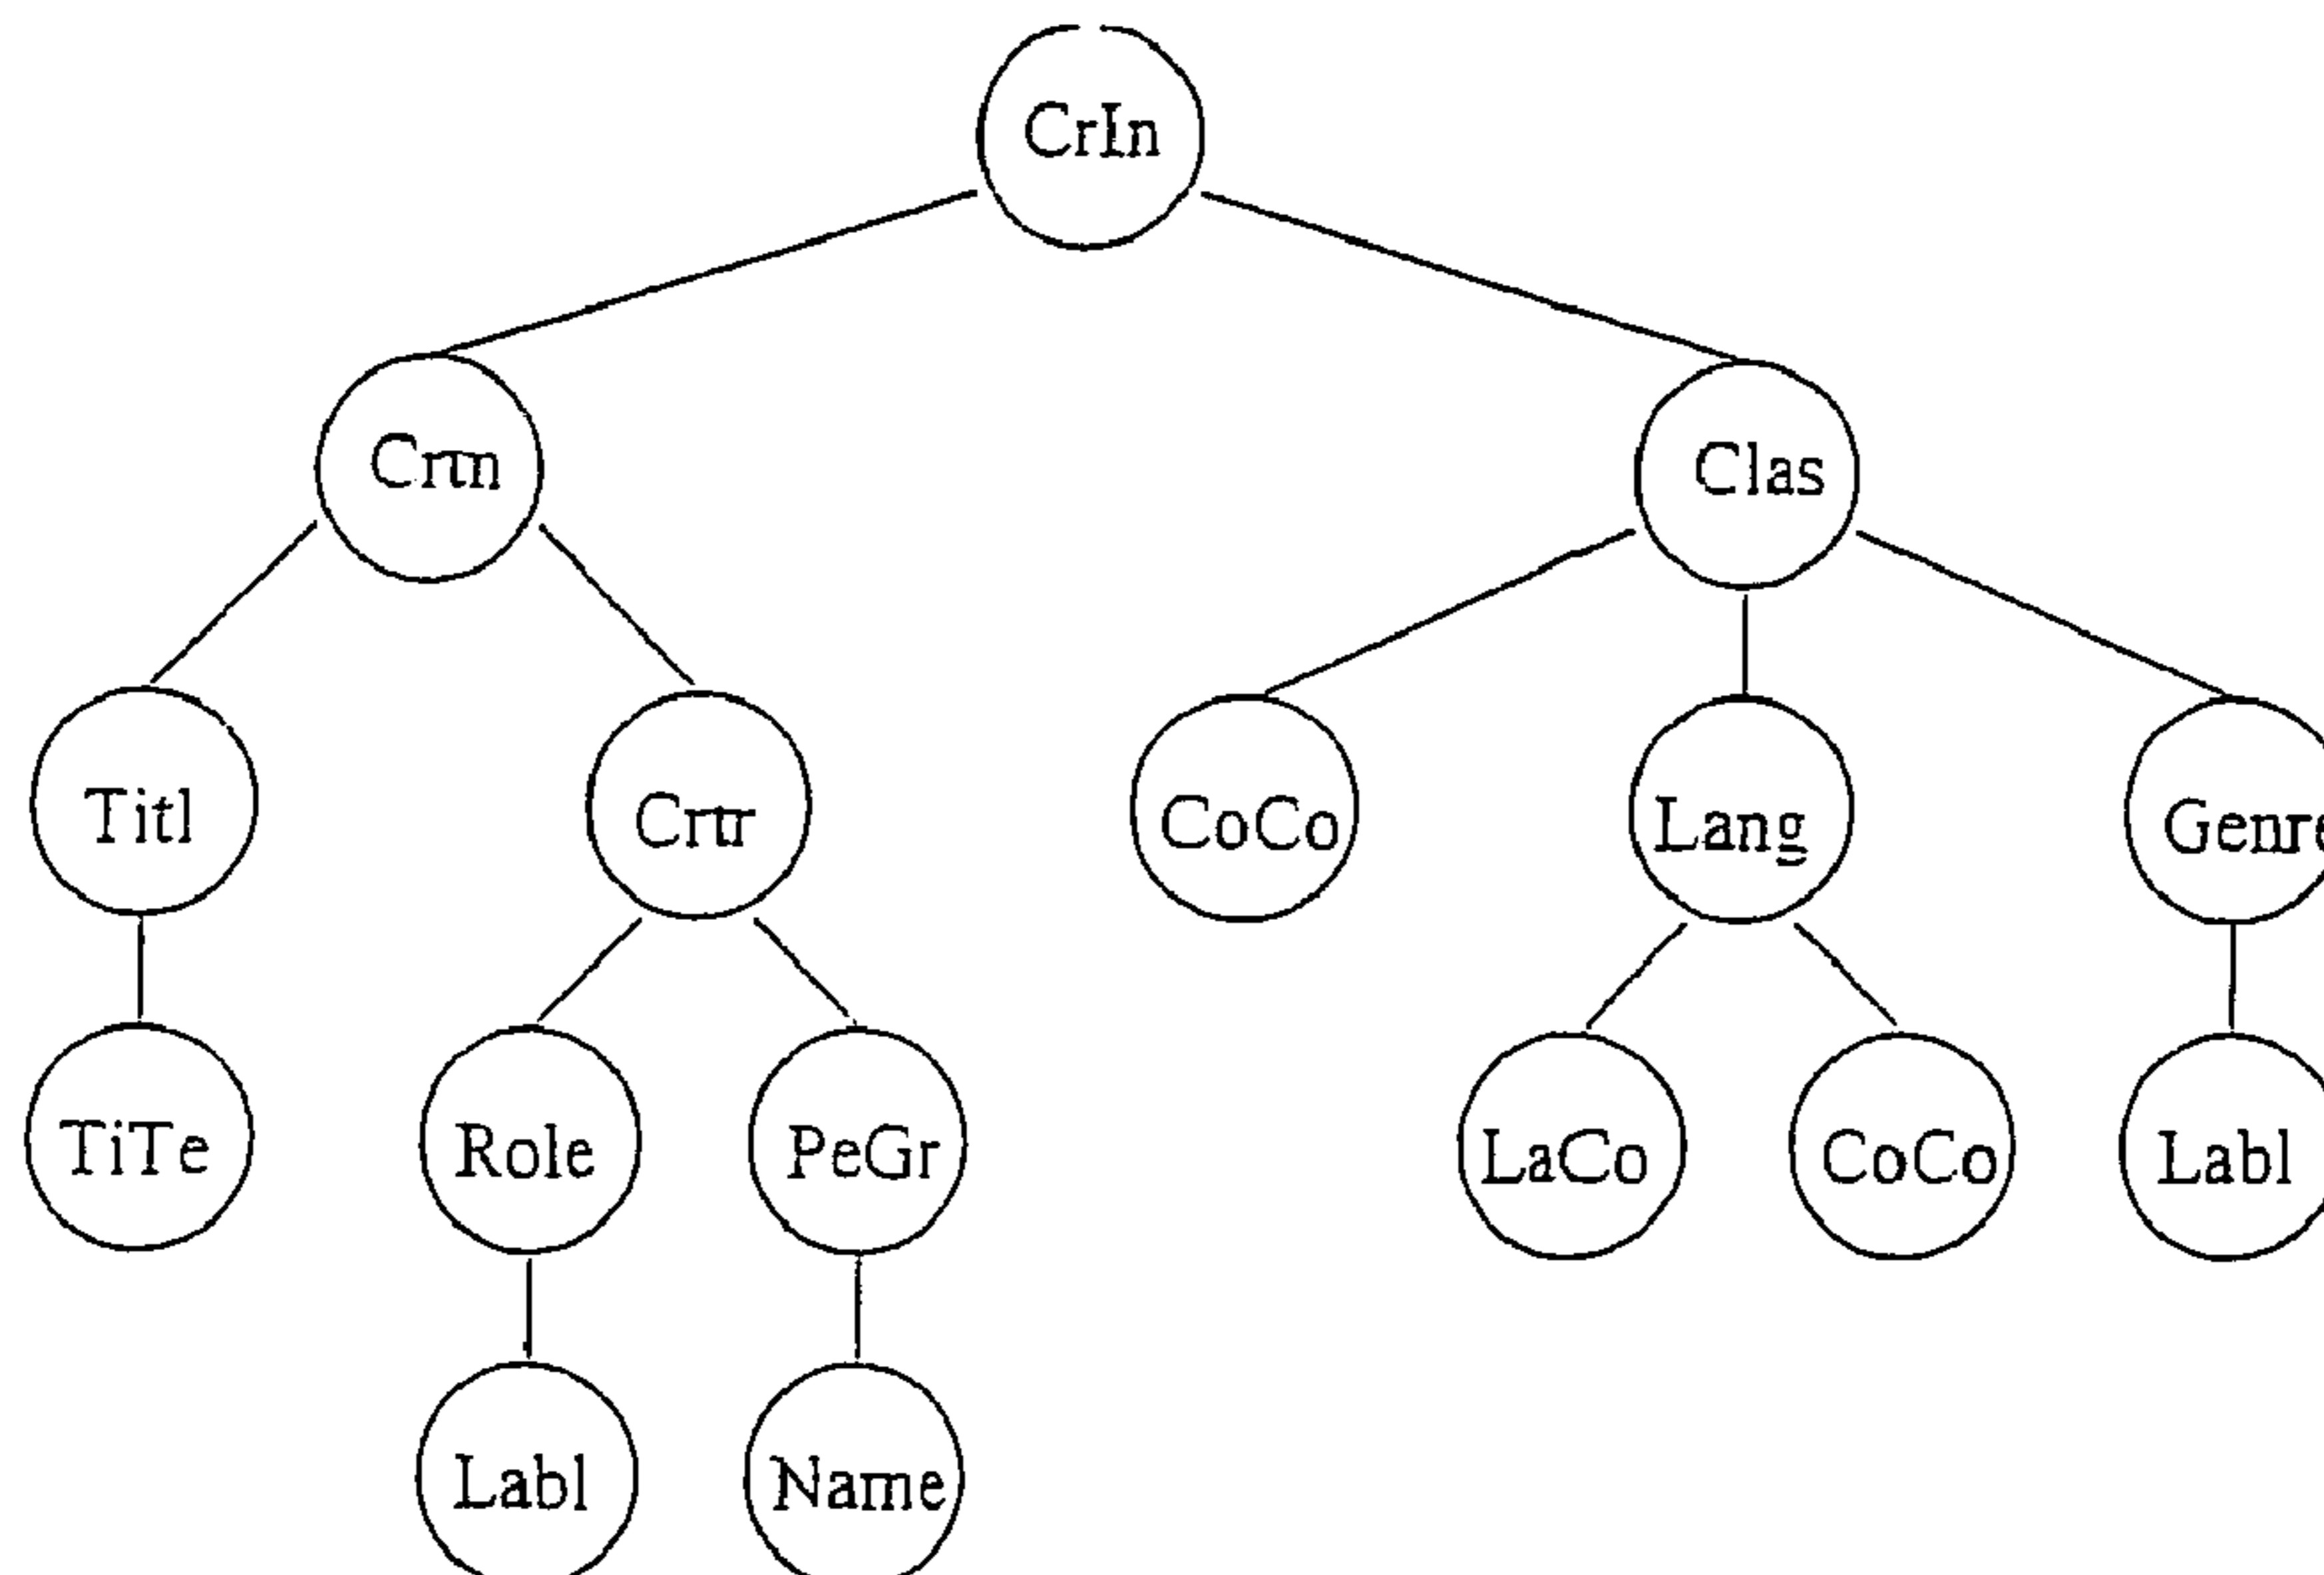 CrIn
Crtn
Clas
Titl
Crtr
CoCo
Lang
Genre
TiTe
Role
PeGr
LaCo
CoCo
Labl
Labl
Name